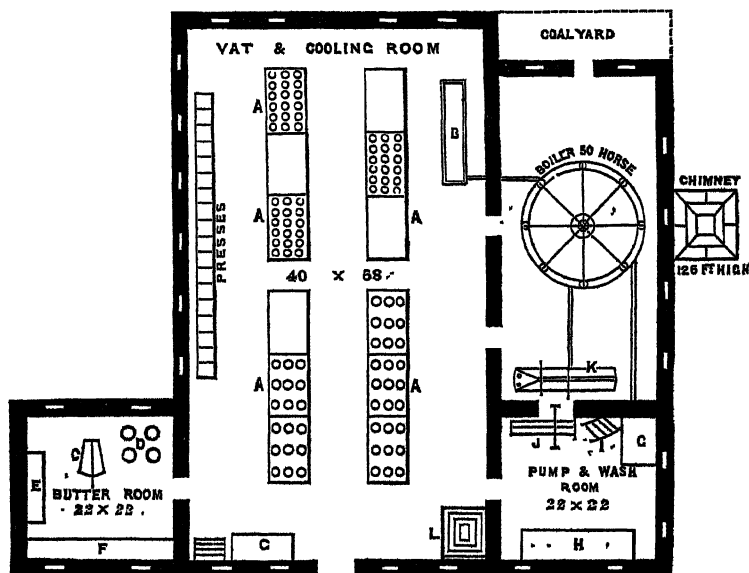 COALYARD
VAT & COOLING ROOM
A
B
BOILER 50 HORSE
CHIMNEY
125 FT HIGH
A
A
PRESSES
40 X 68
K
A
A
C
D
J
I
G
E
BUTTER ROOM
22 X 22
PUMP & WASH
ROOM
22 X 22
L
F
G
H